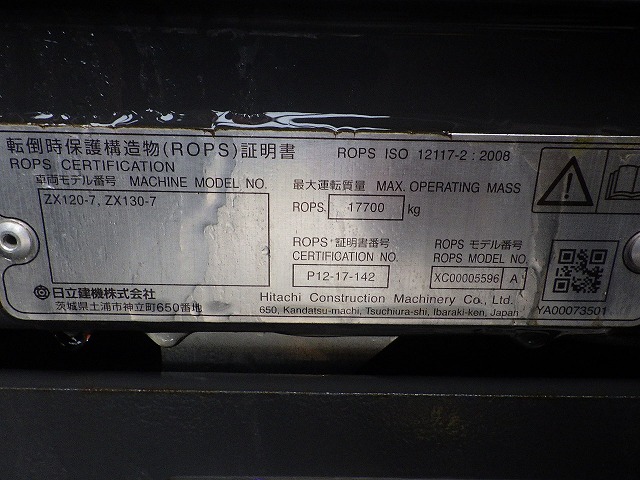 転倒時保護構造物(ROPS)証明書 ROPS ISO 12117-2 : 2008
ROPS CERTIFICATION
車両モデル番号 MACHINE MODEL NO.
ZX120-7, ZX130-7
最大運転質量 MAX. OPERATING MASS
ROPS 17700 kg
ROPS 証明書番号
CERTIFICATION NO.
P12-17-142
ROPS モデル番号
ROPS MODEL NO.
XC00005596 A
日立建機株式会社
茨城県土浦市神立町650番地
Hitachi Construction Machinery Co., Ltd.
650, Kandatsu-machi, Tsuchiura-shi, Ibaraki-ken, Japan
YA00073501